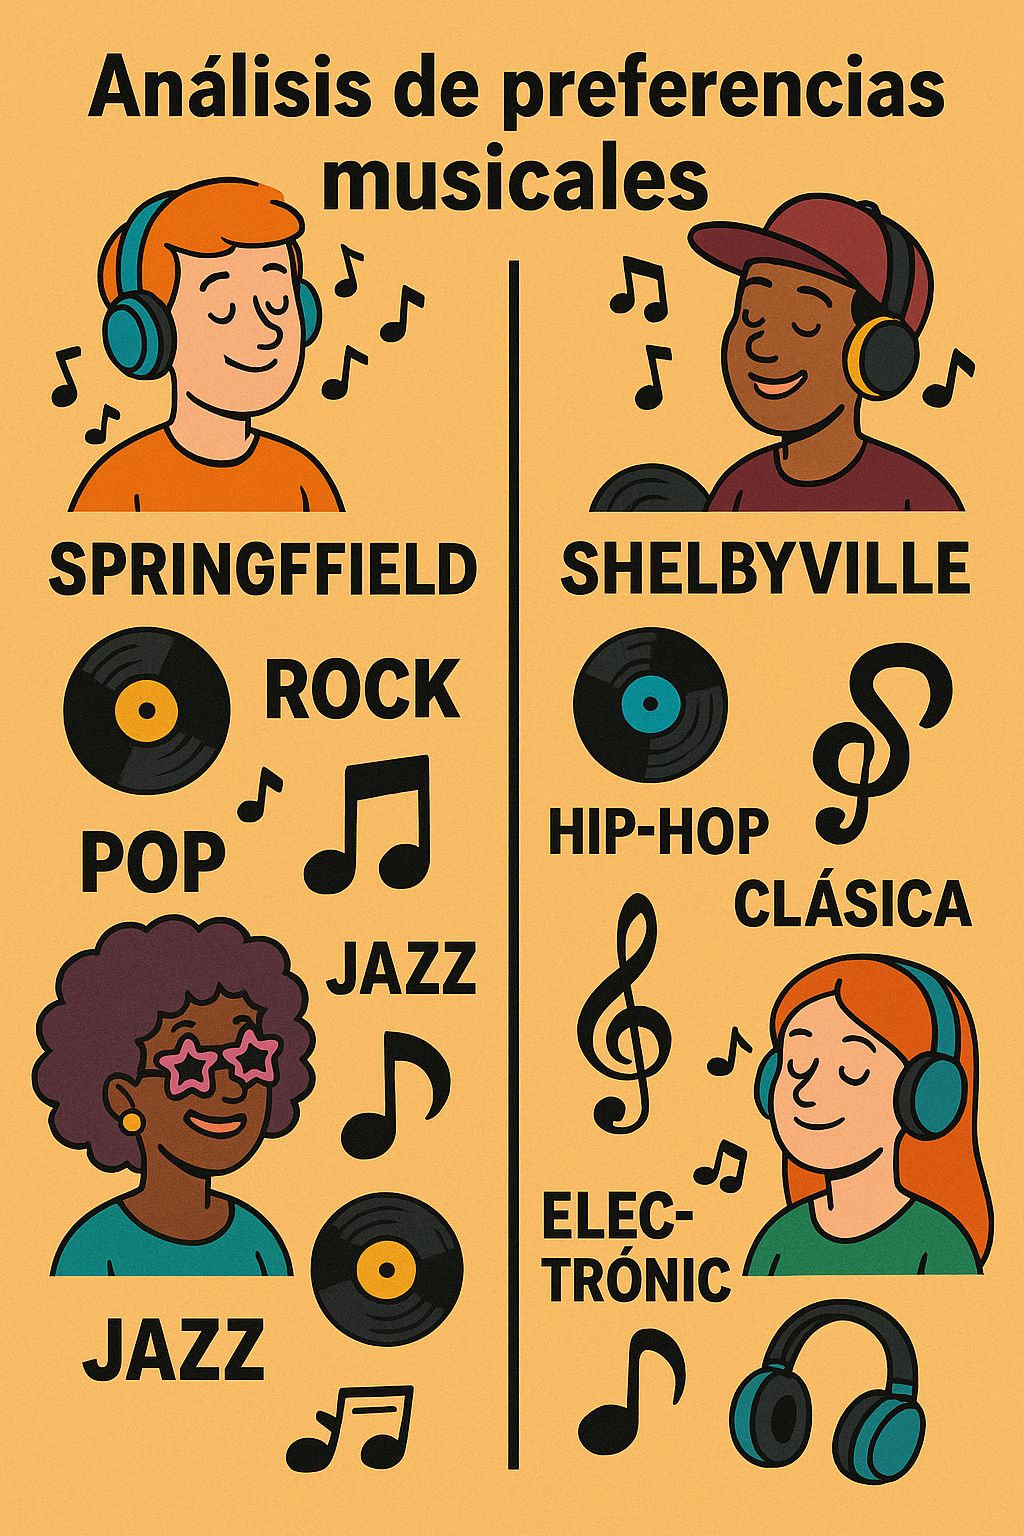 Análisis de preferencias
musicales
SPRINGFFIELD
ROCK
POP
JAZZ
JAZZ
SHELBYVILLE
HIP-HOP
CLÁSICA
ELEC-
TRÓNIC